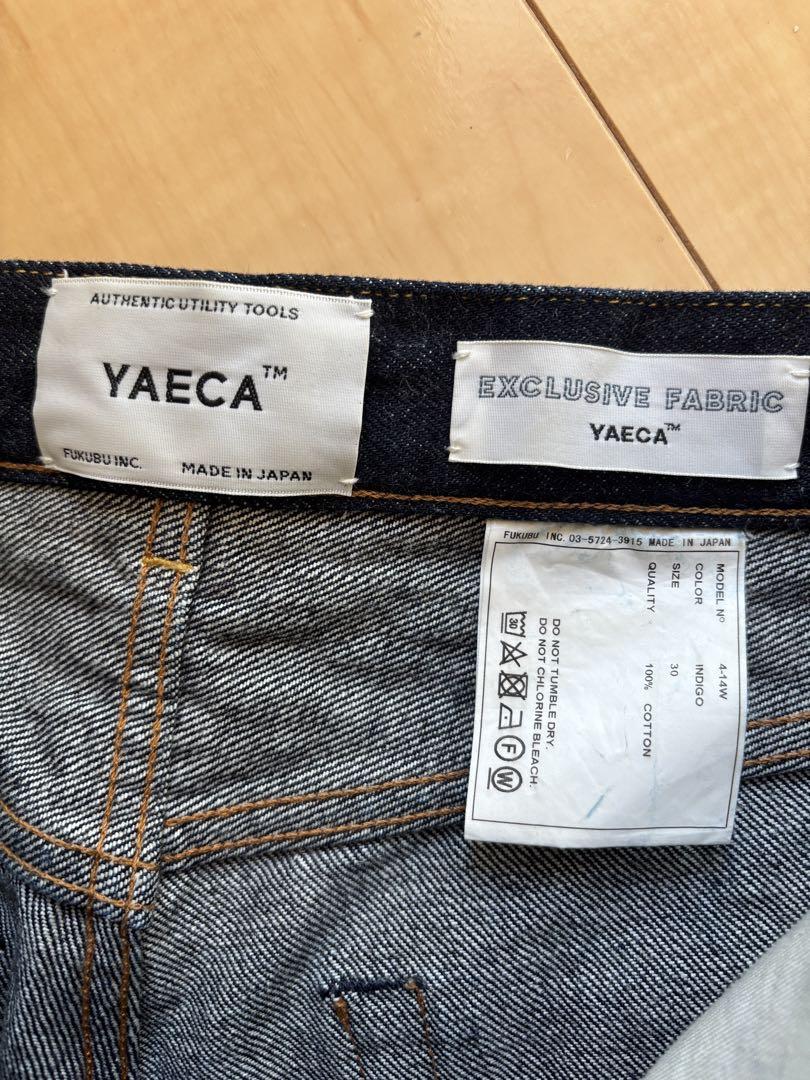 AUTHENTIC UTILITY TOOLS
YAECA™
FUKUBU INC. MADE IN JAPAN
EXCLUSIVE FABRIC
YAECA™
FUKUBU INC. 03-5724-3915 MADE IN JAPAN
MODEL Nº 4-14W
COLOR INDIGO
SIZE 30
QUALITY 100% COTTON
DO NOT TUMBLE DRY.
DO NOT CHLORINE BLEACH.
30 F W